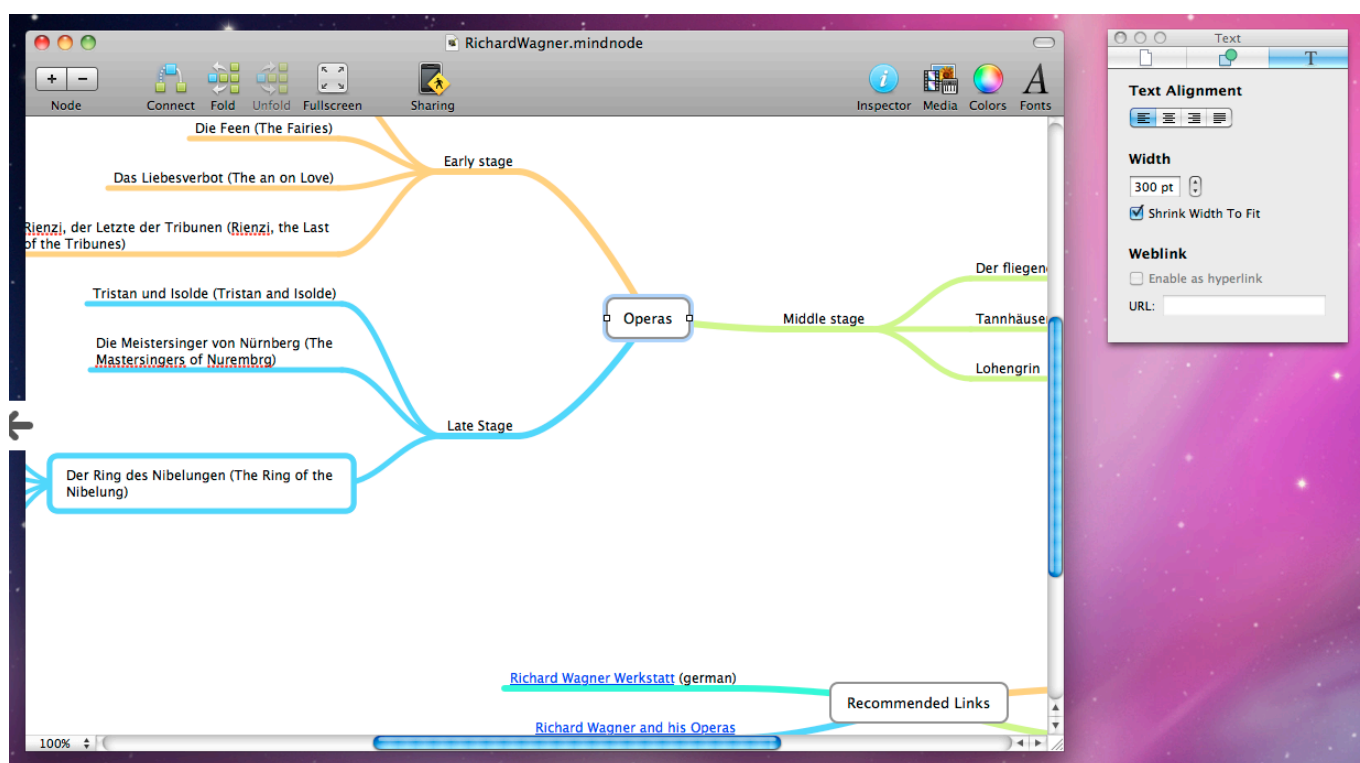 RichardWagner.mindnode
Text
+ −
Node
Connect
Fold
Unfold
Fullscreen
Sharing
i
Inspector
Media
Colors
A
Fonts
T
Text Alignment
Width
300 pt
Shrink Width To Fit
Weblink
Enable as hyperlink
URL:
Die Feen (The Fairies)
Early stage
Das Liebesverbot (The an on Love)
Rienzi, der Letzte der Tribunen (Rienzi, the Last
of the Tribunes)
Tristan und Isolde (Tristan and Isolde)
Operas
Middle stage
Der fliegen
Tannhäuse
Lohengrin
Die Meistersinger von Nürnberg (The
Mastersingers of Nurembrg)
Late Stage
Der Ring des Nibelungen (The Ring of the
Nibelung)
Richard Wagner Werkstatt (german)
Recommended Links
Richard Wagner and his Operas
100%